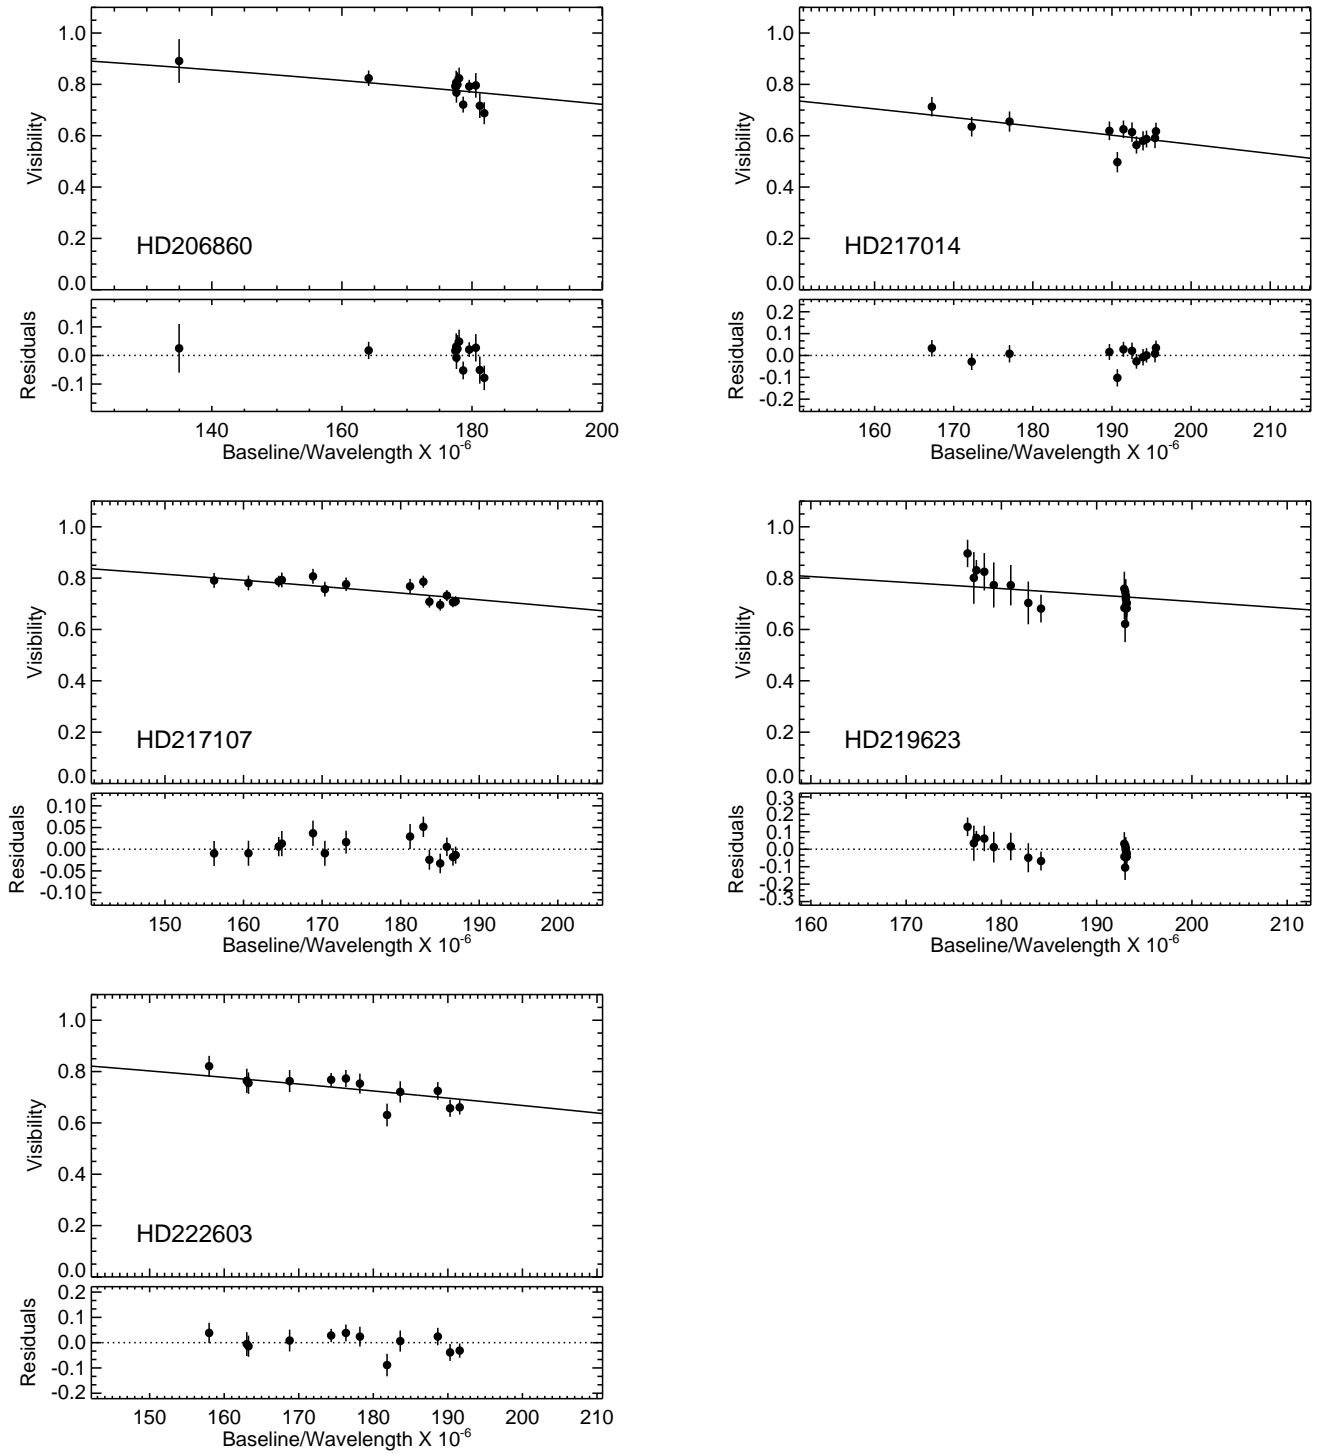 1.0
0.8
0.6
0.4
0.2
0.0
Visibility
HD206860
0.1
0.0
-0.1
Residuals
140 160 180 200
Baseline/Wavelength X 10-6
1.0
0.8
0.6
0.4
0.2
0.0
Visibility
HD217014
0.2
0.1
0.0
-0.1
-0.2
Residuals
160 170 180 190 200 210
Baseline/Wavelength X 10-6
1.0
0.8
0.6
0.4
0.2
0.0
Visibility
HD217107
0.10
0.05
0.00
-0.05
-0.10
Residuals
150 160 170 180 190 200
Baseline/Wavelength X 10-6
1.0
0.8
0.6
0.4
0.2
0.0
Visibility
HD219623
0.3
0.2
0.1
0.0
-0.1
-0.2
-0.3
Residuals
160 170 180 190 200 210
Baseline/Wavelength X 10-6
1.0
0.8
0.6
0.4
0.2
0.0
Visibility
HD222603
0.2
0.1
0.0
-0.1
-0.2
Residuals
150 160 170 180 190 200 210
Baseline/Wavelength X 10-6